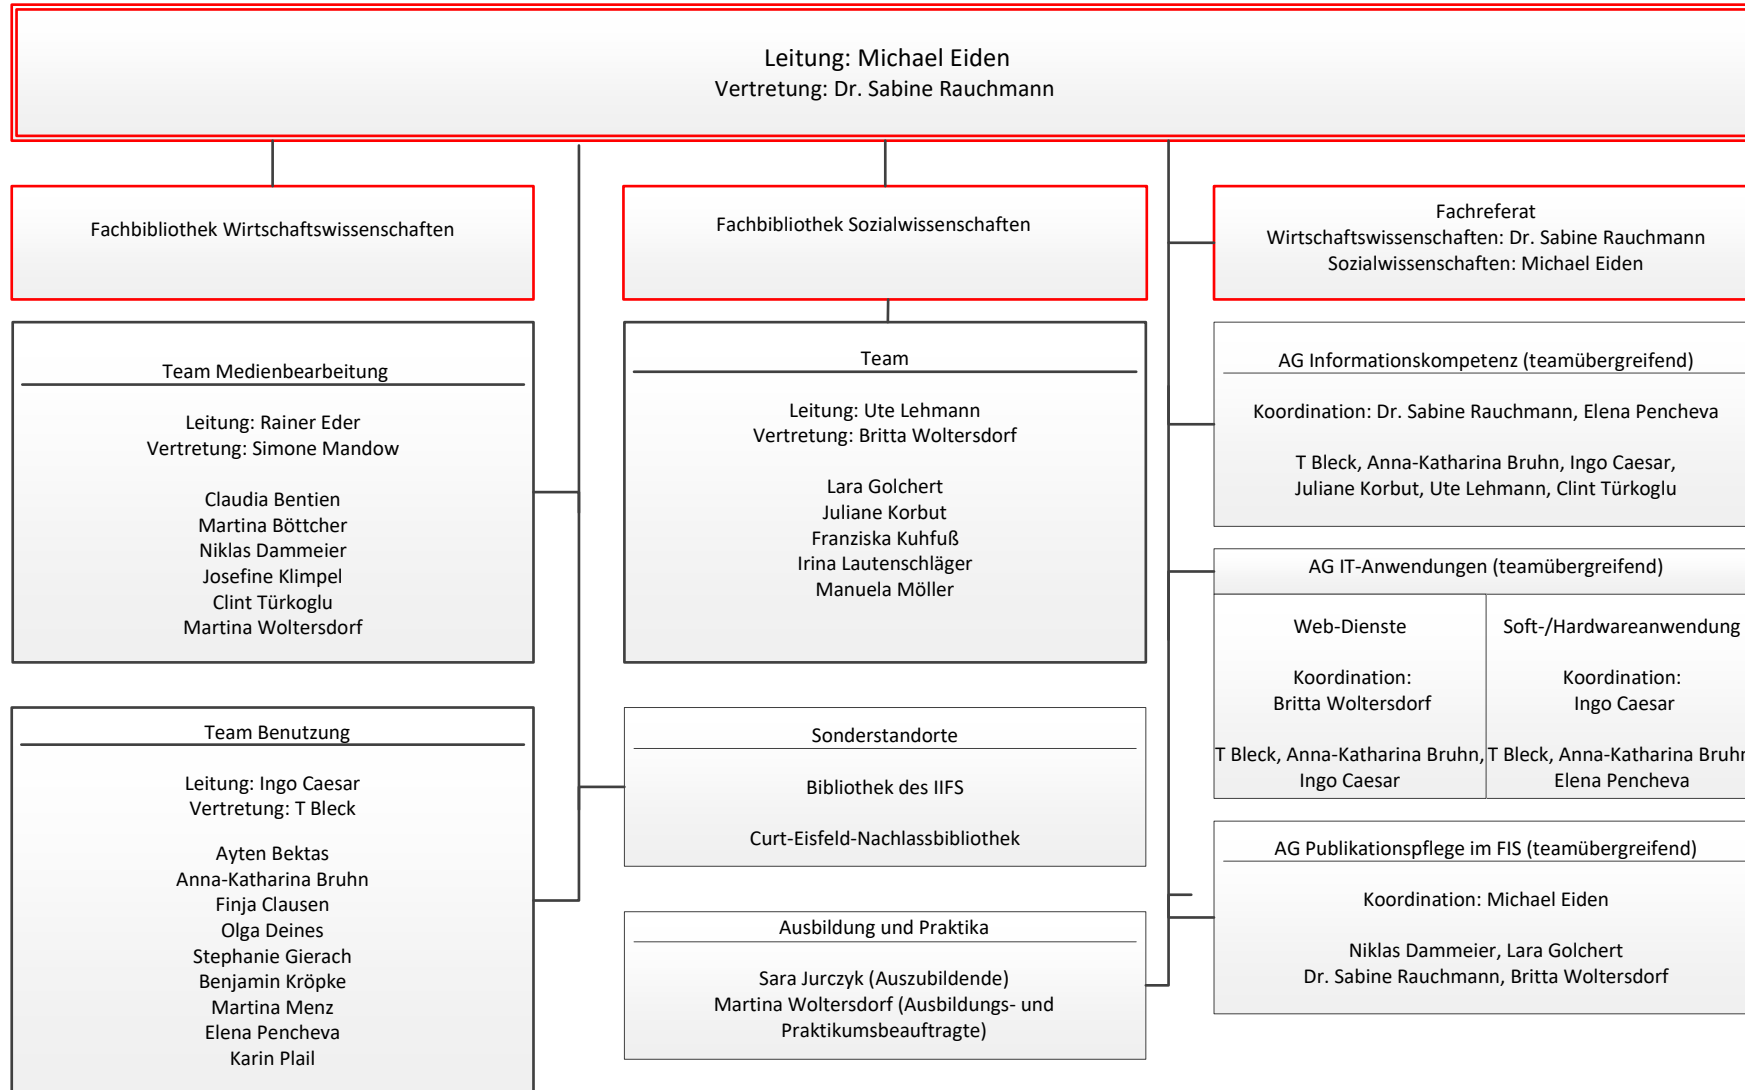 Leitung: Michael Eiden
Vertretung: Dr. Sabine Rauchmann
Fachbibliothek Wirtschaftswissenschaften
Team Medienbearbeitung
Leitung: Rainer Eder
Vertretung: Simone Mandow
Claudia Bentien
Martina Böttcher
Niklas Dammeier
Josefine Klimpel
Clint Türkoglu
Martina Woltersdorf
Team Benutzung
Leitung: Ingo Caesar
Vertretung: T Bleck
Ayten Bektas
Anna-Katharina Bruhn
Finja Clausen
Olga Deines
Stephanie Gierach
Benjamin Kröpke
Martina Menz
Elena Pencheva
Karin Plail
Fachbibliothek Sozialwissenschaften
Team
Leitung: Ute Lehmann
Vertretung: Britta Woltersdorf
Lara Golchert
Juliane Korbut
Franziska Kuhfuß
Irina Lautenschläger
Manuela Möller
Sonderstandorte
Bibliothek des IIFS
Curt-Eisfeld-Nachlassbibliothek
Ausbildung und Praktika
Sara Jurczyk (Auszubildende)
Martina Woltersdorf (Ausbildungs- und
Praktikumsbeauftragte)
Fachreferat
Wirtschaftswissenschaften: Dr. Sabine Rauchmann
Sozialwissenschaften: Michael Eiden
AG Informationskompetenz (teamübergreifend)
Koordination: Dr. Sabine Rauchmann, Elena Pencheva
T Bleck, Anna-Katharina Bruhn, Ingo Caesar,
Juliane Korbut, Ute Lehmann, Clint Türkoglu
AG IT-Anwendungen (teamübergreifend)
Web-Dienste
Koordination:
Britta Woltersdorf
T Bleck, Anna-Katharina Bruhn,
Ingo Caesar
Soft-/Hardwareanwendung
Koordination:
Ingo Caesar
T Bleck, Anna-Katharina Bruhn
Elena Pencheva
AG Publikationspflege im FIS (teamübergreifend)
Koordination: Michael Eiden
Niklas Dammeier, Lara Golchert
Dr. Sabine Rauchmann, Britta Woltersdorf